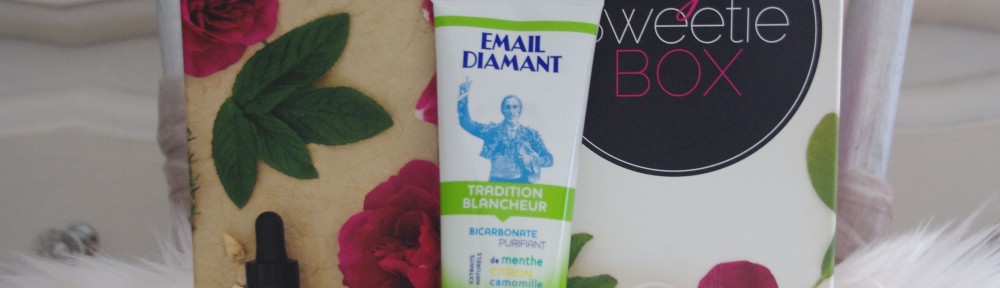 EMAIL
DIAMANT
TRADITION
BLANCHEUR
BICARBONATE
PURIFIANT
EXTRAITS
NATURELS
de menthe
CITRON
camomille
Sweetie
BOX